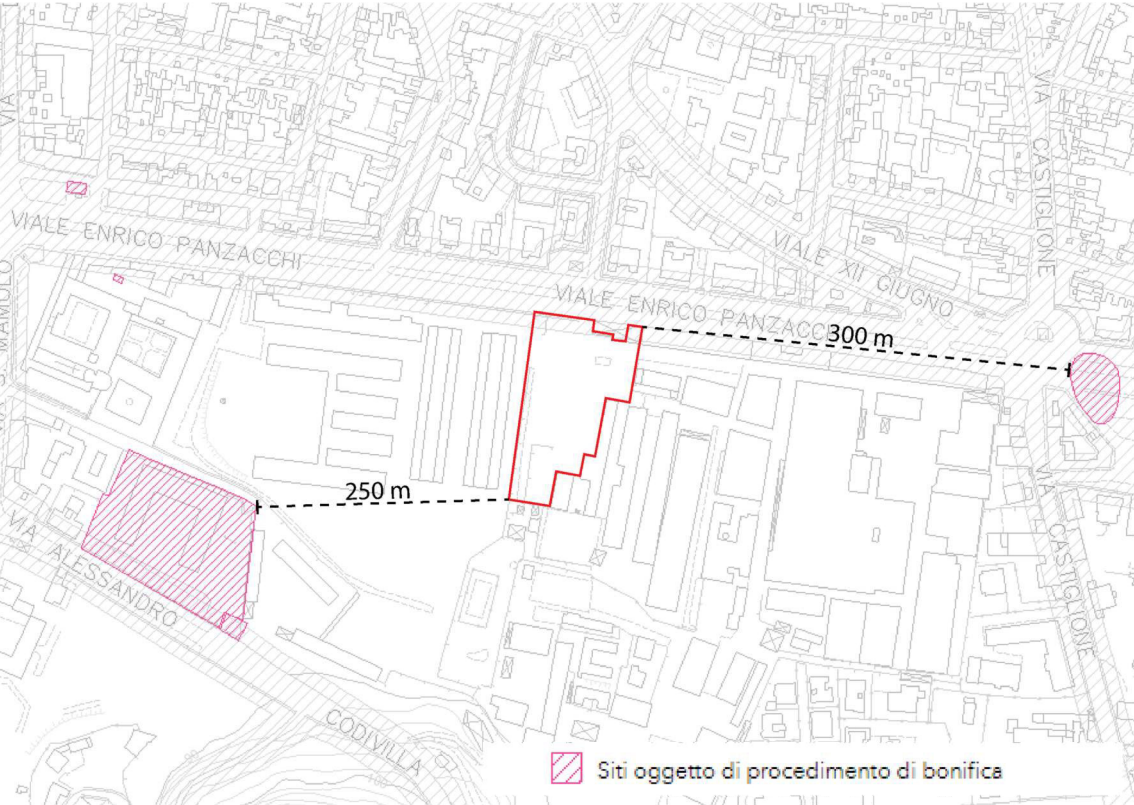 VIA
VIA CASTIGLIONE
VIALE ENRICO PANZACCHI
VIALE XII GIUGNO
VIALE ENRICO PANZACC
300 m
250 m
VIA ALESSANDRO
VIA CASTIGLIONE
CODIVILLA
Siti oggetto di procedimento di bonifica